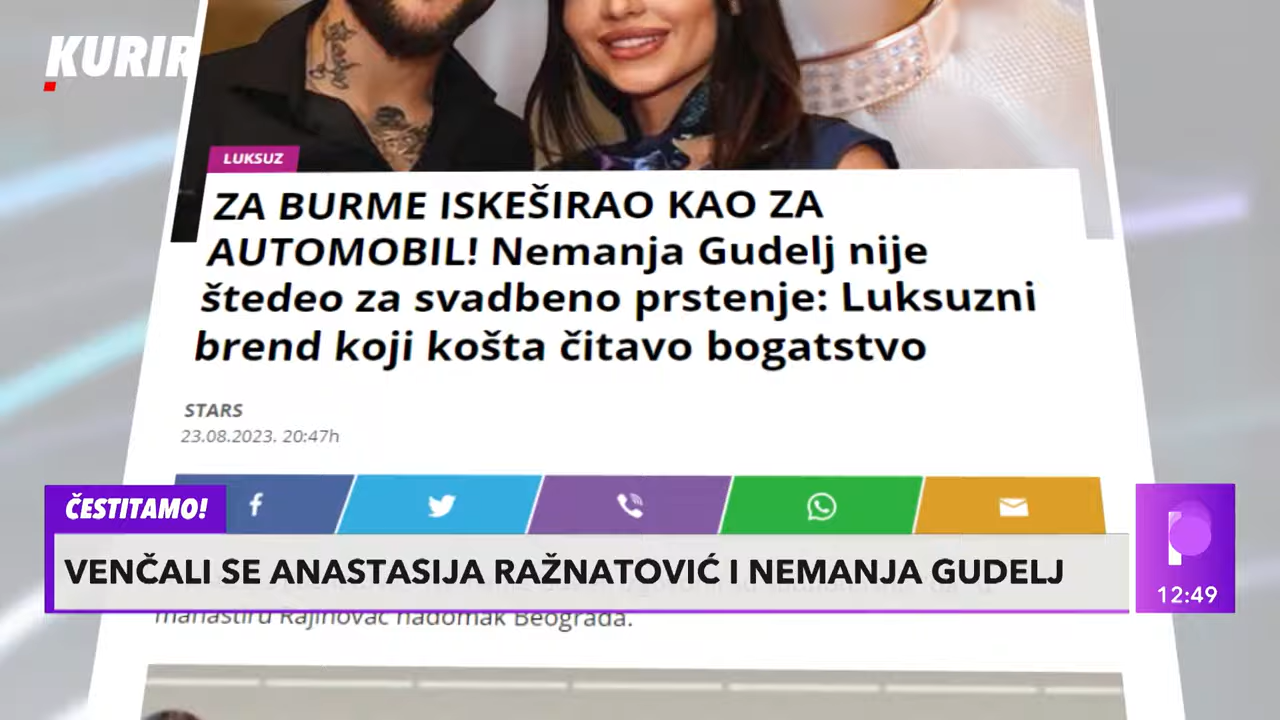 KURIR
LUKSUZ
ZA BURME ISKEŠIRAO KAO ZA
AUTOMOBIL! Nemanja Gudelj nije
štedeo za svadbeno prstenje: Luksuzni
brend koji košta čitavo bogatstvo
STARS
23.08.2023. 20:47h
ČESTITAMO!
VENČALI SE ANASTASIJA RAŽNATOVIĆ I NEMANJA GUDELJ
12:49
manastiru Rajinovac nadomak Beograda.